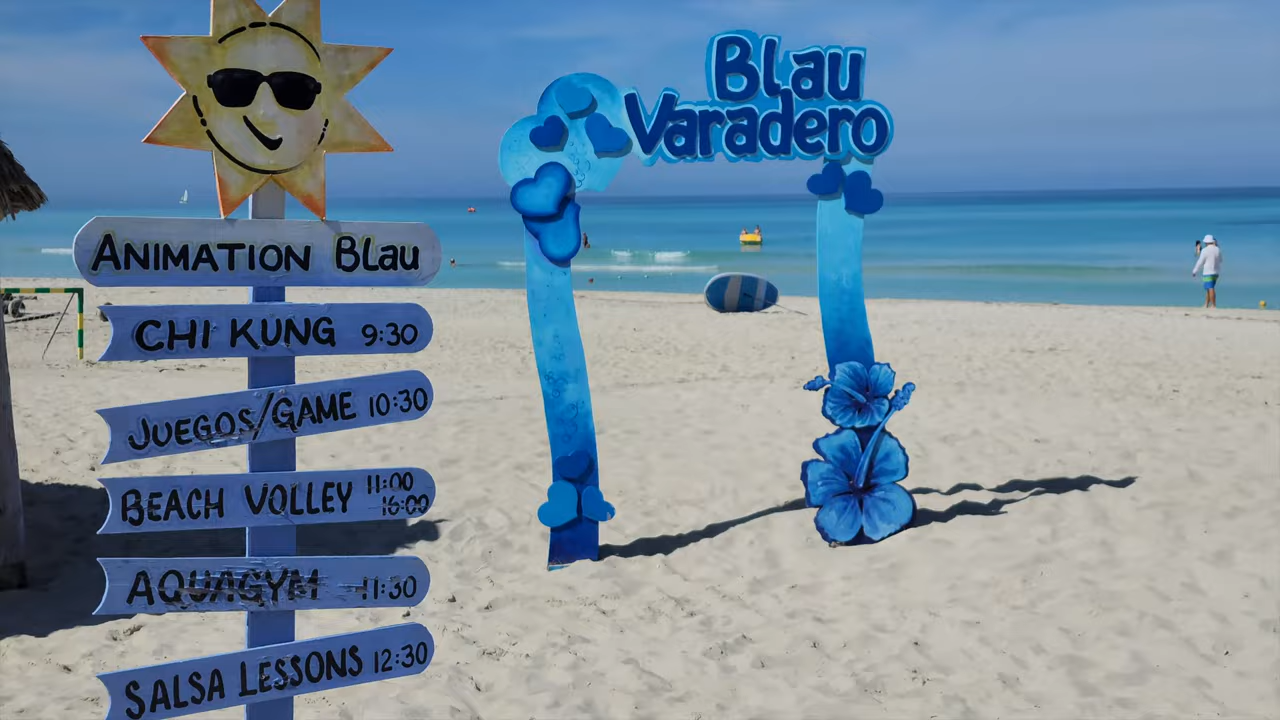 ANIMATION BLau
CHI KUNG 9:30
JUEGOS/GAME 10:30
BEACH VOLLEY 11:00
16:00
AQUAGYM 11:30
SALSA LESSONS 12:30
BLau
Varadero